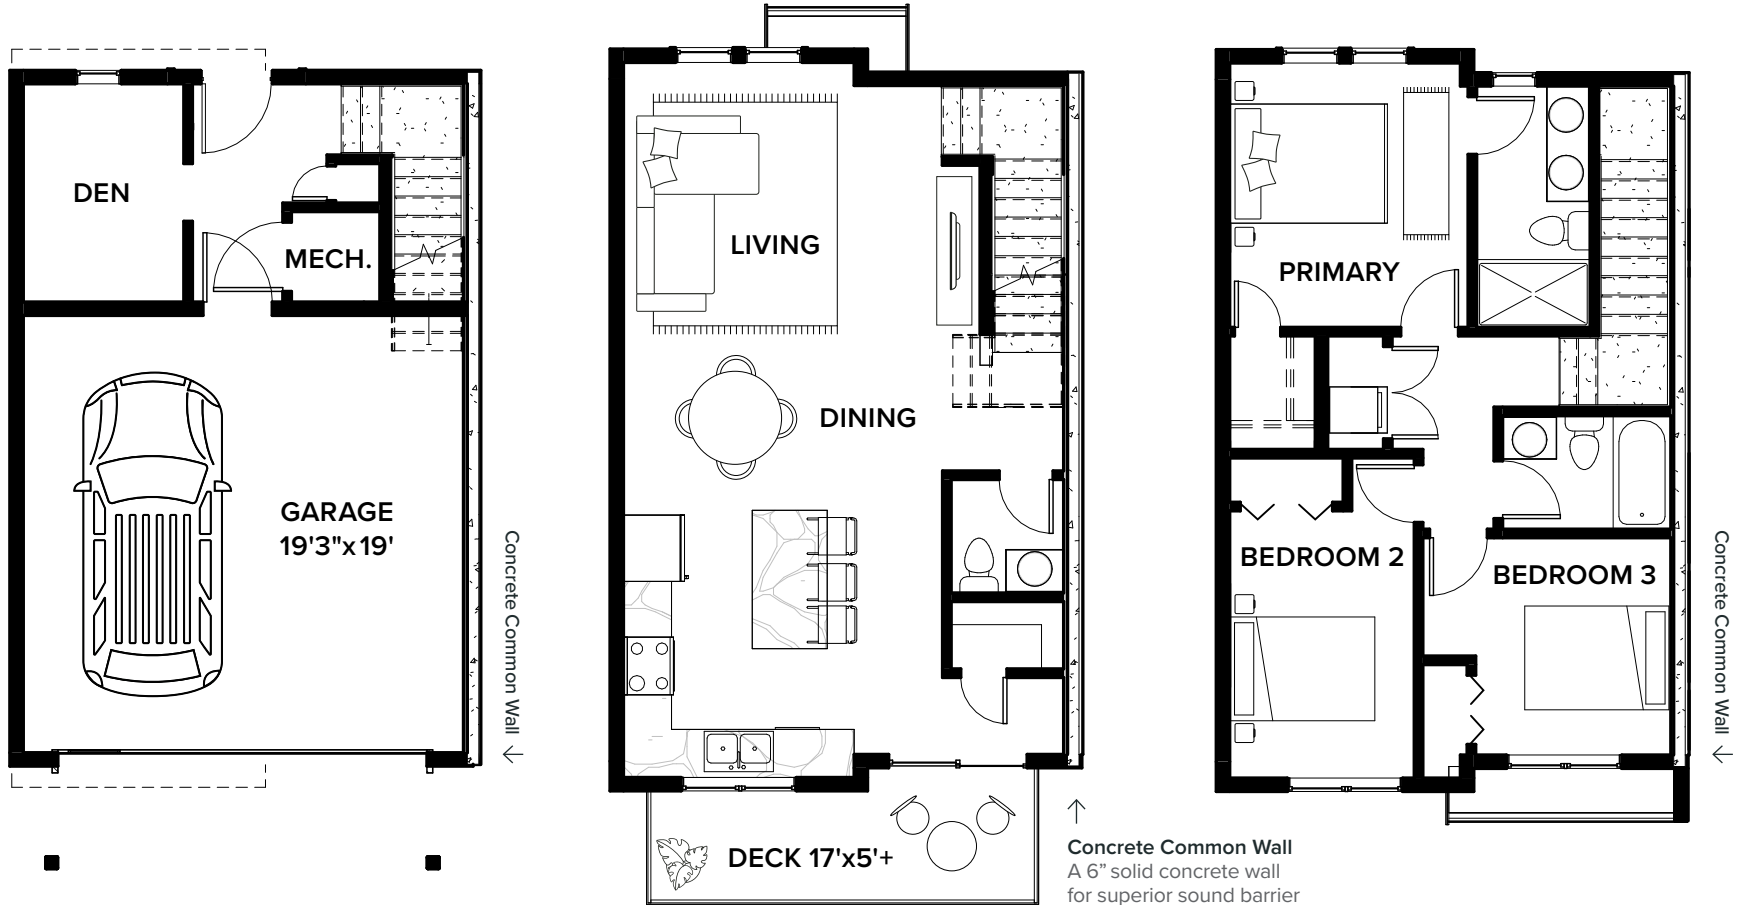 DEN
MECH.
GARAGE
19'3"x 19'
Concrete Common Wall
LIVING
DINING
DECK 17'x5'+
Concrete Common Wall
A 6” solid concrete wall
for superior sound barrier
PRIMARY
BEDROOM 2
BEDROOM 3
Concrete Common Wall